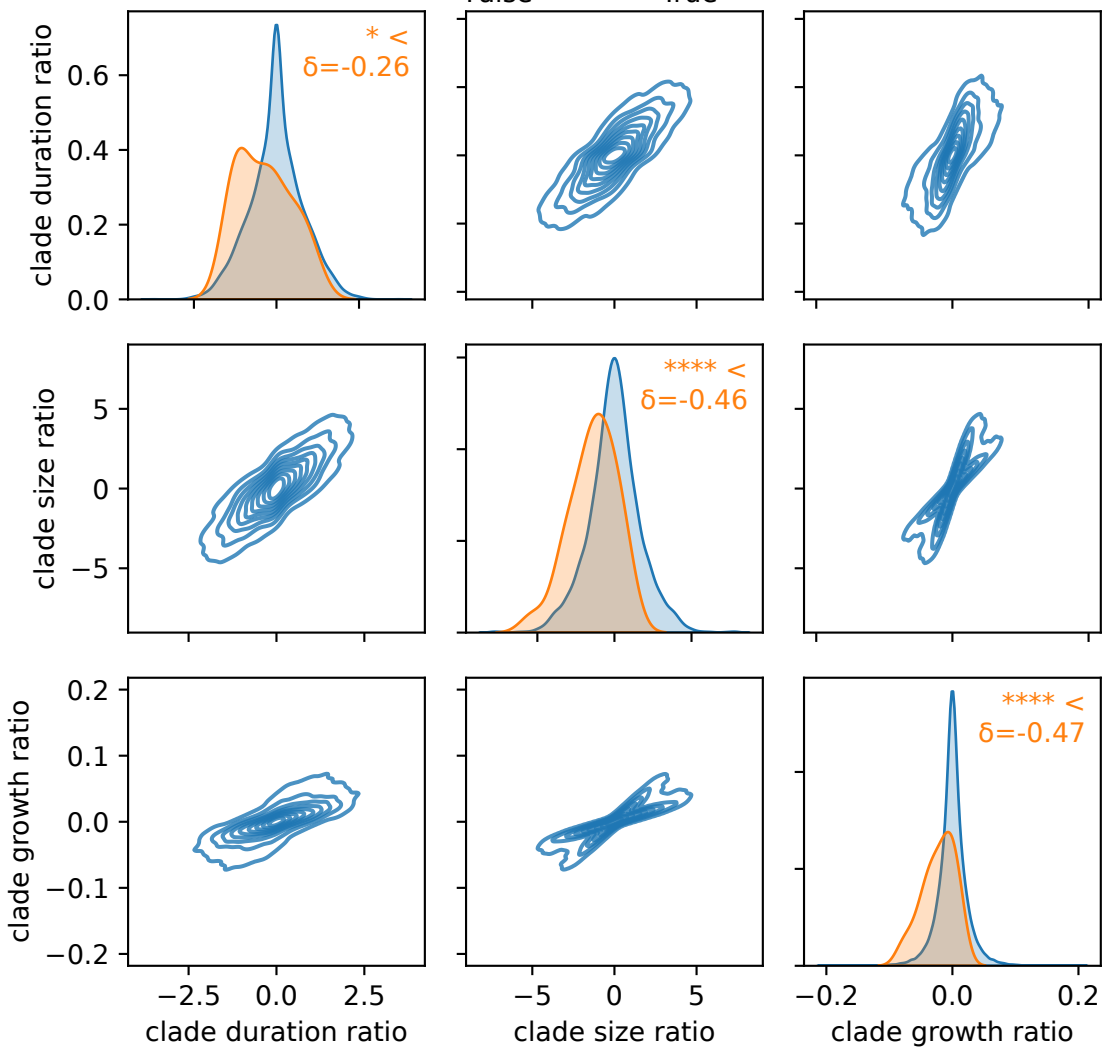 clade duration ratio
0.6
0.4
0.2
0.0
* <
δ=-0.26
clade size ratio
5
0
−5
**** <
δ=-0.46
clade growth ratio
0.2
0.1
0.0
−0.1
−0.2
**** <
δ=-0.47
−2.5 0.0 2.5
−5 0 5
−0.2 0.0 0.2
clade duration ratio
clade size ratio
clade growth ratio